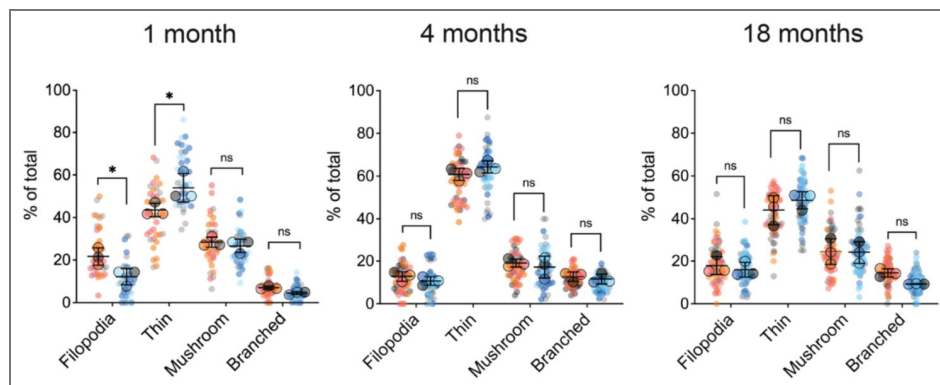 1 month
4 months
18 months
% of total
100
80
60
40
20
0
*
*
ns
ns
Filopodia
Thin
Mushroom
Branched
% of total
100
80
60
40
20
0
ns
ns
ns
ns
Filopodia
Thin
Mushroom
Branched
% of total
100
80
60
40
20
0
ns
ns
ns
ns
Filopodia
Thin
Mushroom
Branched